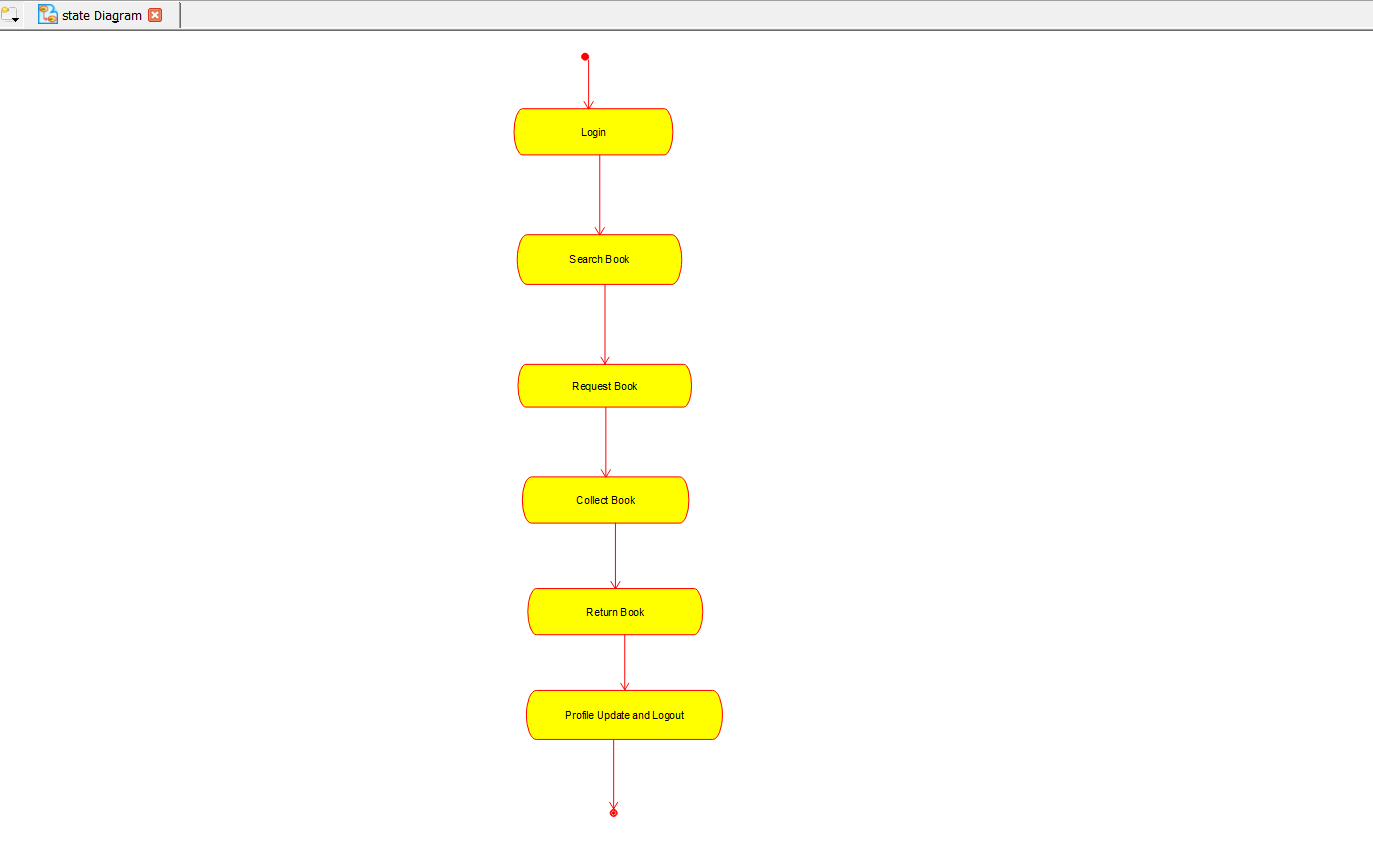 state Diagram
Login
Search Book
Request Book
Collect Book
Return Book
Profile Update and Logout